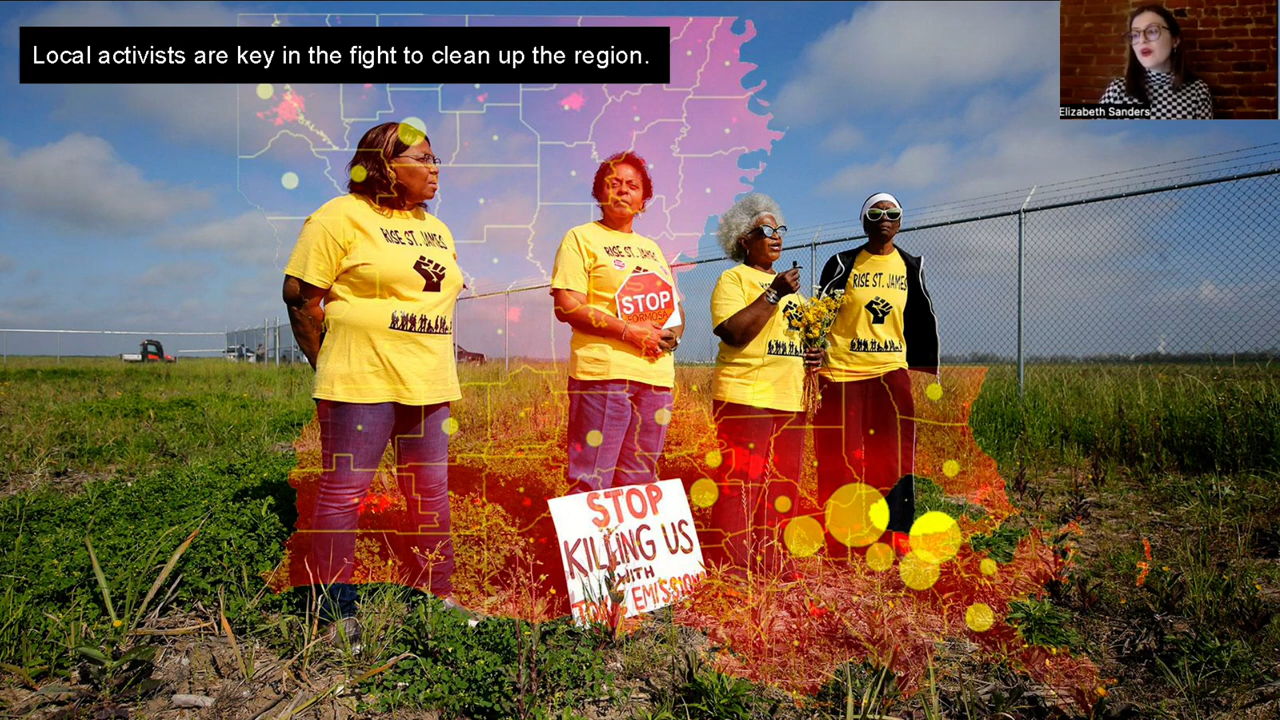 Local activists are key in the fight to clean up the region.
Elizabeth Sanders
RISE ST. JAMES
RISE ST. JAMES
STOP
FORMOSA
RISE ST. JAMES
STOP
KILLING US
WITH
TOXIC EMISSIONS